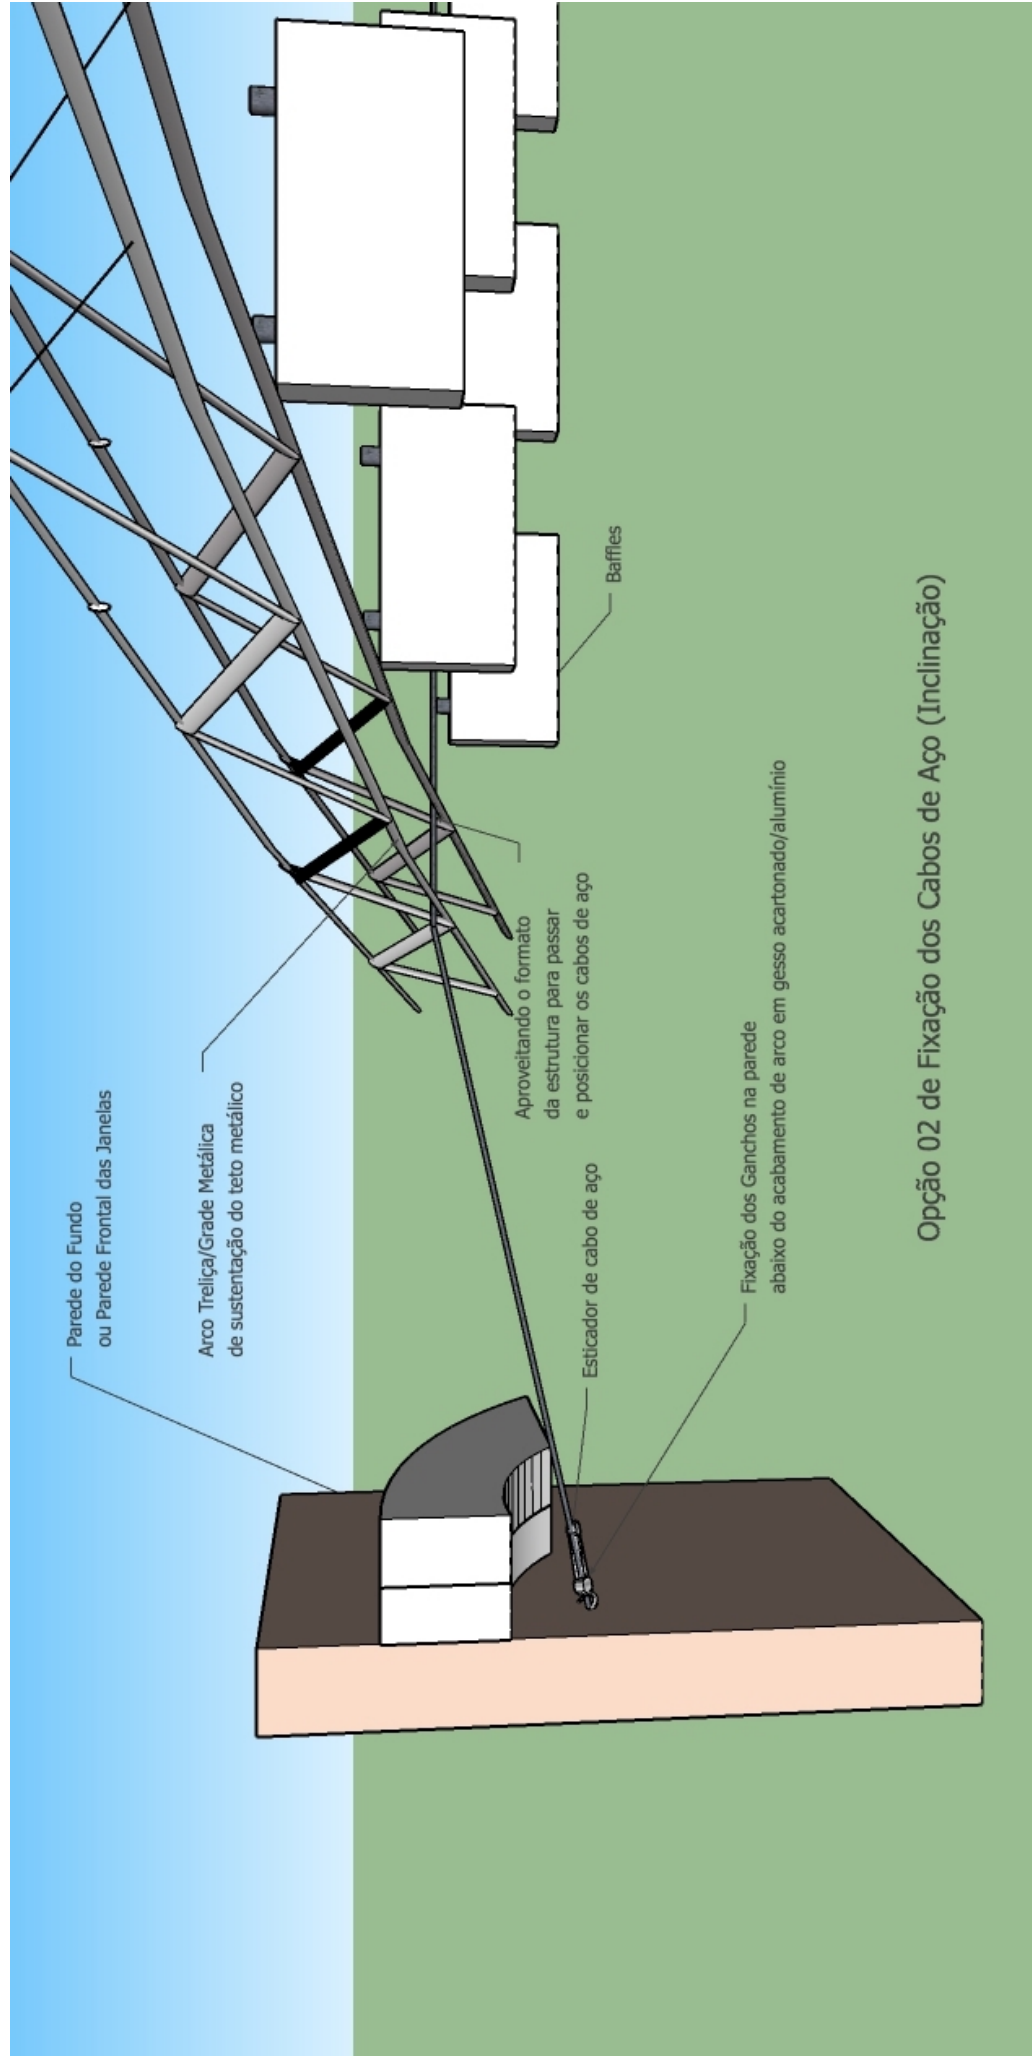 Parede do Fundo
ou Parede Frontal das Janelas
Arco Treliça/Grade Metálica
de sustentação do teto metálico
Aproveitando o formato
da estrutura para passar
e posicionar os cabos de aço
Baffles
Esticador de cabo de aço
Fixação dos Ganchos na parede
abaixo do acabamento de arco em gesso acartonado/alumínio
Opção 02 de Fixação dos Cabos de Aço (Inclinação)